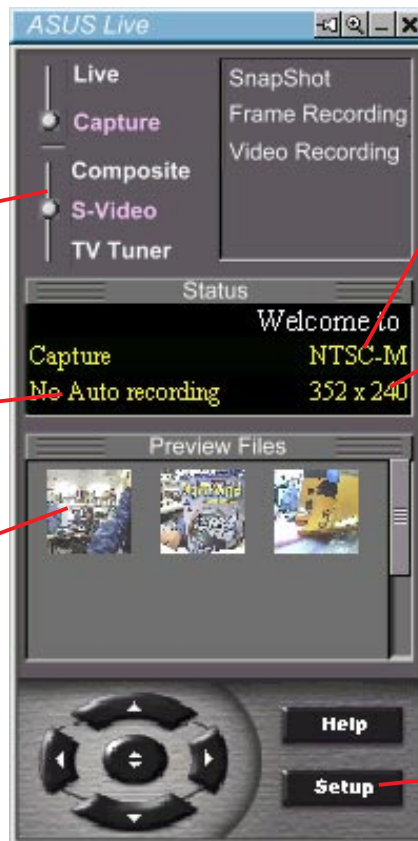 ASUS Live
Live
Capture
Composite
S-Video
TV Tuner
SnapShot
Frame Recording
Video Recording
Status
Welcome to
Capture NTSC-M
No Auto recording 352 x 240
Preview Files
Help
Setup